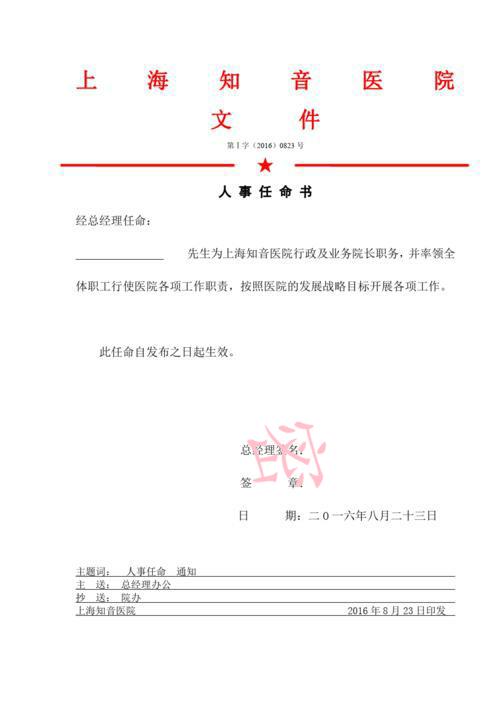 上海知音医院
文件
第 I 字（2016）0823 号
人事任命书
经总经理任命：
____________ 先生为上海知音医院行政及业务院长职务，并率领全
体职工行使医院各项工作职责，按照医院的发展战略目标开展各项工作。
此任命自发布之日起生效。
总经理签名：
签 章：
日 期：二０一六年八月二十三日
主题词： 人事任命 通知
主 送：总经理办公
抄 送：院办
上海知音医院 2016 年 8 月 23 日印发